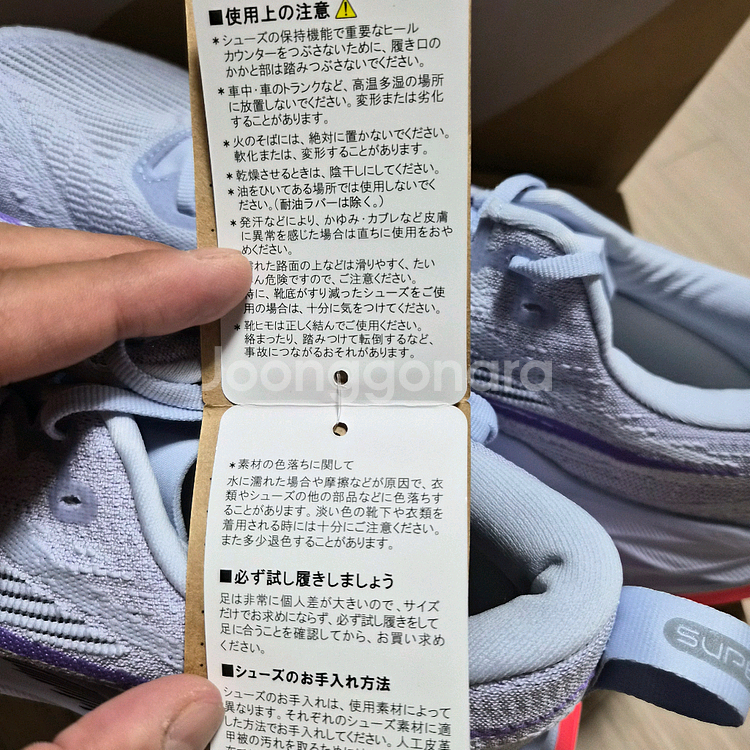 ■使用上の注意
*シューズの保持機能で重要なヒール
カウンターをつぶさないために、履き口の
かかと部は踏みつぶさないでください。
*車中・車のトランクなど、高温多湿の場所
に放置しないでください。変形または劣化
することがあります。
*火のそばには、絶対に置かないでください。
軟化または、変形することがあります。
*乾燥させるときは、陰干しにしてください。
*油をひいてある場所では使用しないでく
ださい。(耐油ラバーは除く。)
*発汗などにより、かゆみ・カブレなど皮膚
に異常を感じた場合は直ちに使用をおや
めください。
れた路面の上などは滑りやすく、たい
ん危険ですので、ご注意ください。
特に、靴底がすり減ったシューズをご使
用の場合は、十分に気をつけてください。
*靴ヒモは正しく結んでご使用ください。
絡まったり、踏みつけて転倒するなど、
事故につながるおそれがあります。
Joonggonara
*素材の色落ちに関して
水に濡れた場合や摩擦などが原因で、衣
類やシューズの他の部品などに色落ちす
ることがあります。淡い色の靴下や衣類を
着用される時には十分にご注意ください。
また多少退色することがあります。
■必ず試し履きしましょう
足は非常に個人差が大きいので、サイズ
だけでお求めにならず、必ず試し履きをして
足に合うことを確認してから、お買い求め
ください。
■シューズのお手入れ方法
シューズのお手入れは、使用素材によって
異なります。それぞれのシューズ素材に適
した方法でお手入れしてください。人工皮革
甲被の汚れを取るために
SUP